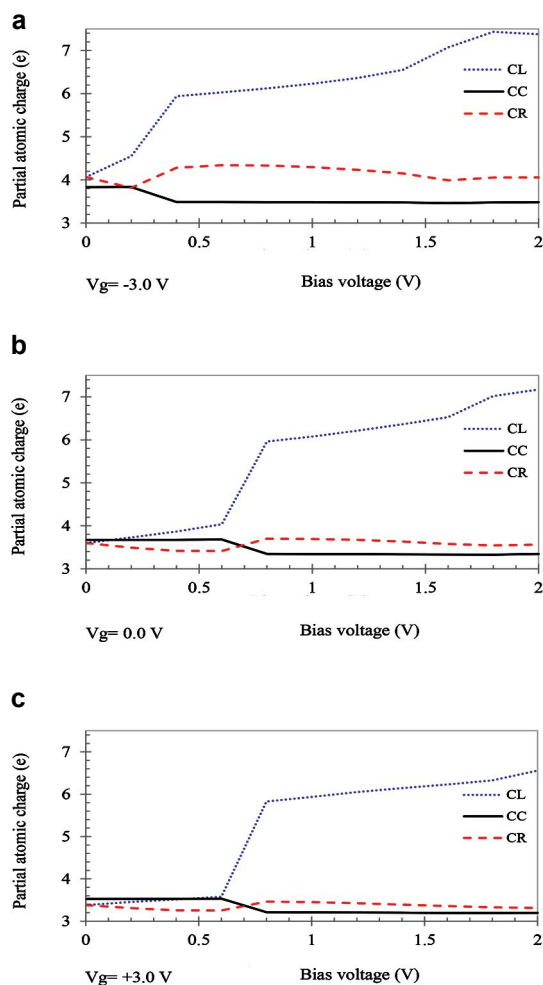 a
Partial atomic charge (e)
7
6
5
4
3
CL
CC
CR
0 0.5 1 1.5 2
Vg= -3.0 V
Bias voltage (V)
b
Partial atomic charge (e)
7
6
5
4
3
CL
CC
CR
0 0.5 1 1.5 2
Vg= 0.0 V
Bias voltage (V)
c
Partial atomic charge (e)
7
6
5
4
3
CL
CC
CR
0 0.5 1 1.5 2
Vg= +3.0 V
Bias voltage (V)